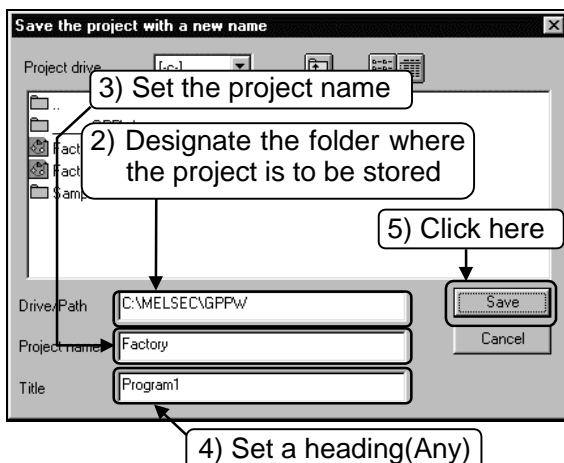 Save the project with a new name
Project drive [-c-]
3) Set the project name
..
2) Designate the folder where
the project is to be stored
5) Click here
Drive/Path C:\MELSEC\GPPW Save
Project name Factory Cancel
Title Program1
4) Set a heading(Any)